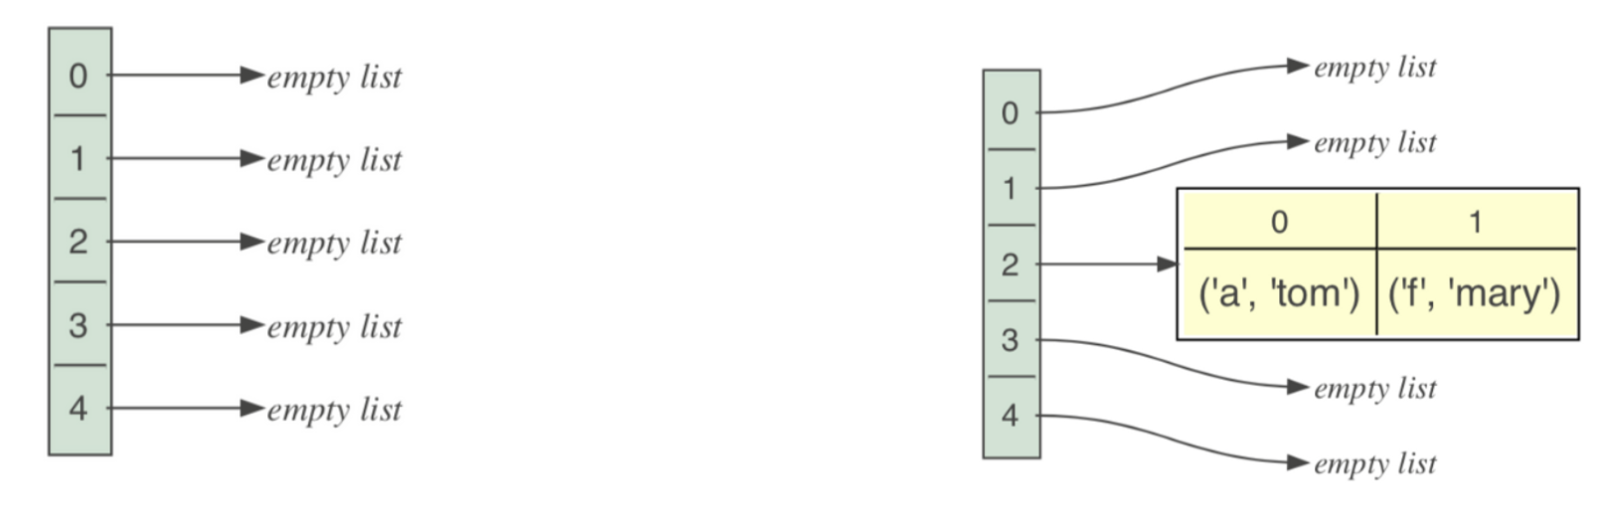 0 empty list
1 empty list
2 empty list
3 empty list
4 empty list
0 empty list
1 empty list
2
0 1
('a', 'tom') ('f', 'mary')
3 empty list
4 empty list